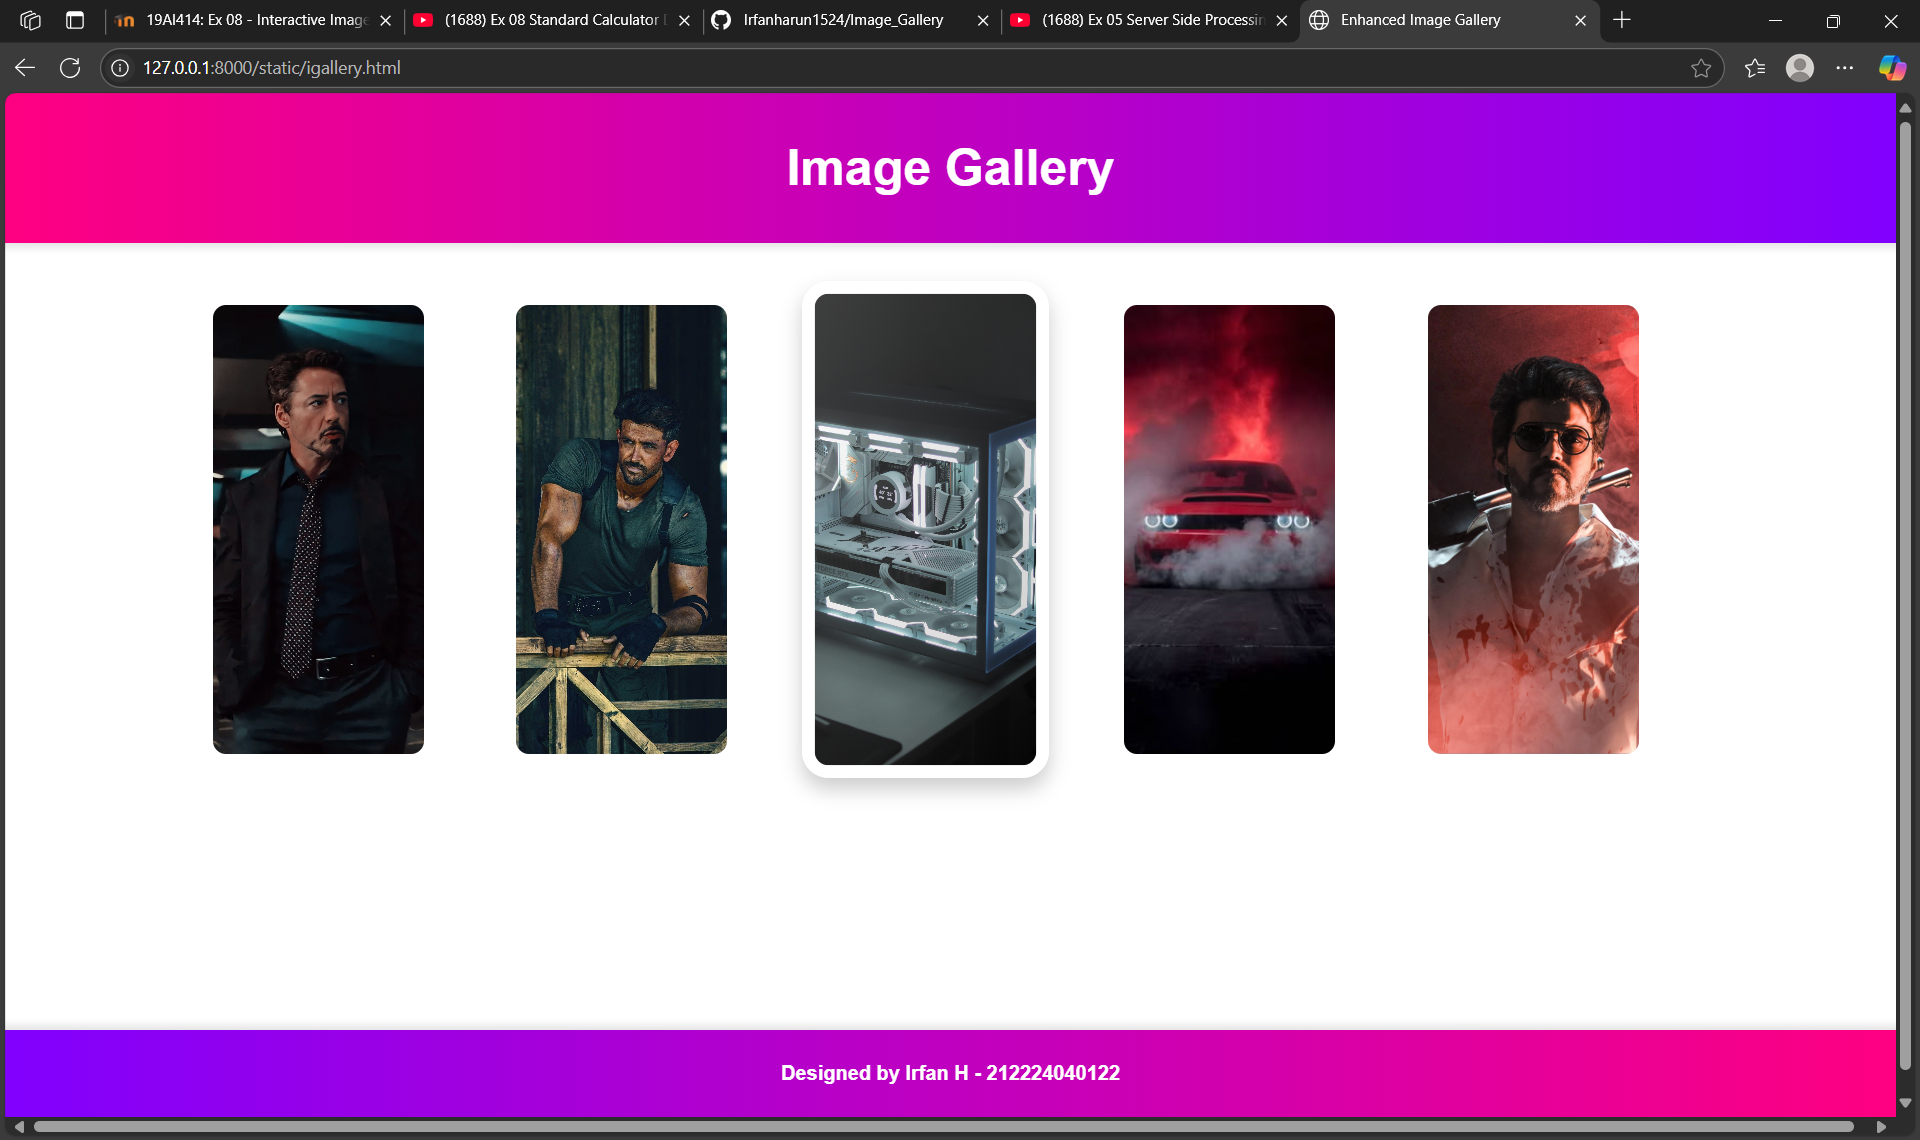 19AI414: Ex 08 - Interactive Image
(1688) Ex 08 Standard Calculator
Irfanharun1524/Image_Gallery
(1688) Ex 05 Server Side Processin
Enhanced Image Gallery
127.0.0.1:8000/static/igallery.html
Image Gallery
Designed by Irfan H - 212224040122